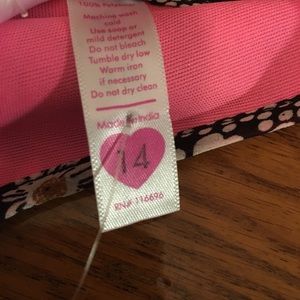 100% Polyester
Machine wash
cold
Use soap or
mild detergent
Do not bleach
Tumble dry low
Warm iron
if necessary
Do not dry clean
Made in India
14
RN# 116696